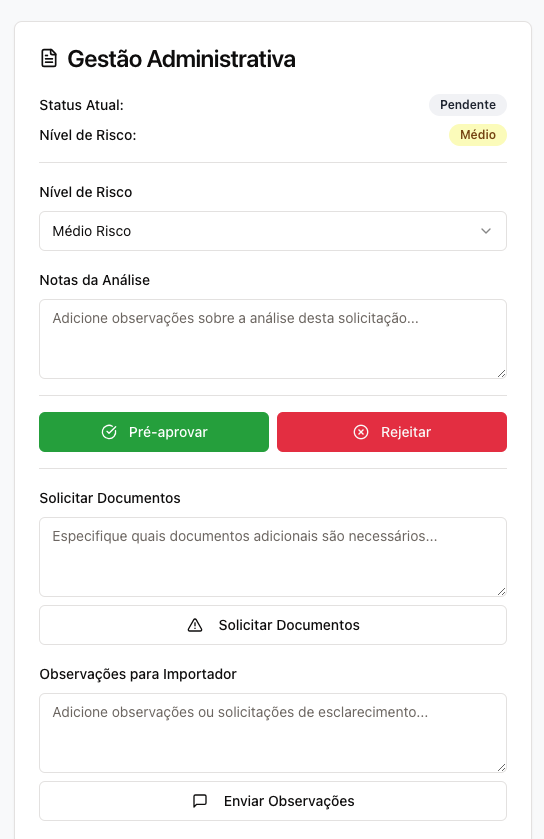 Gestão Administrativa
Status Atual: Pendente
Nível de Risco: Médio
Nível de Risco
Médio Risco
Notas da Análise
Adicione observações sobre a análise desta solicitação...
Pré-aprovar Rejeitar
Solicitar Documentos
Especifique quais documentos adicionais são necessários...
Solicitar Documentos
Observações para Importador
Adicione observações ou solicitações de esclarecimento...
Enviar Observações